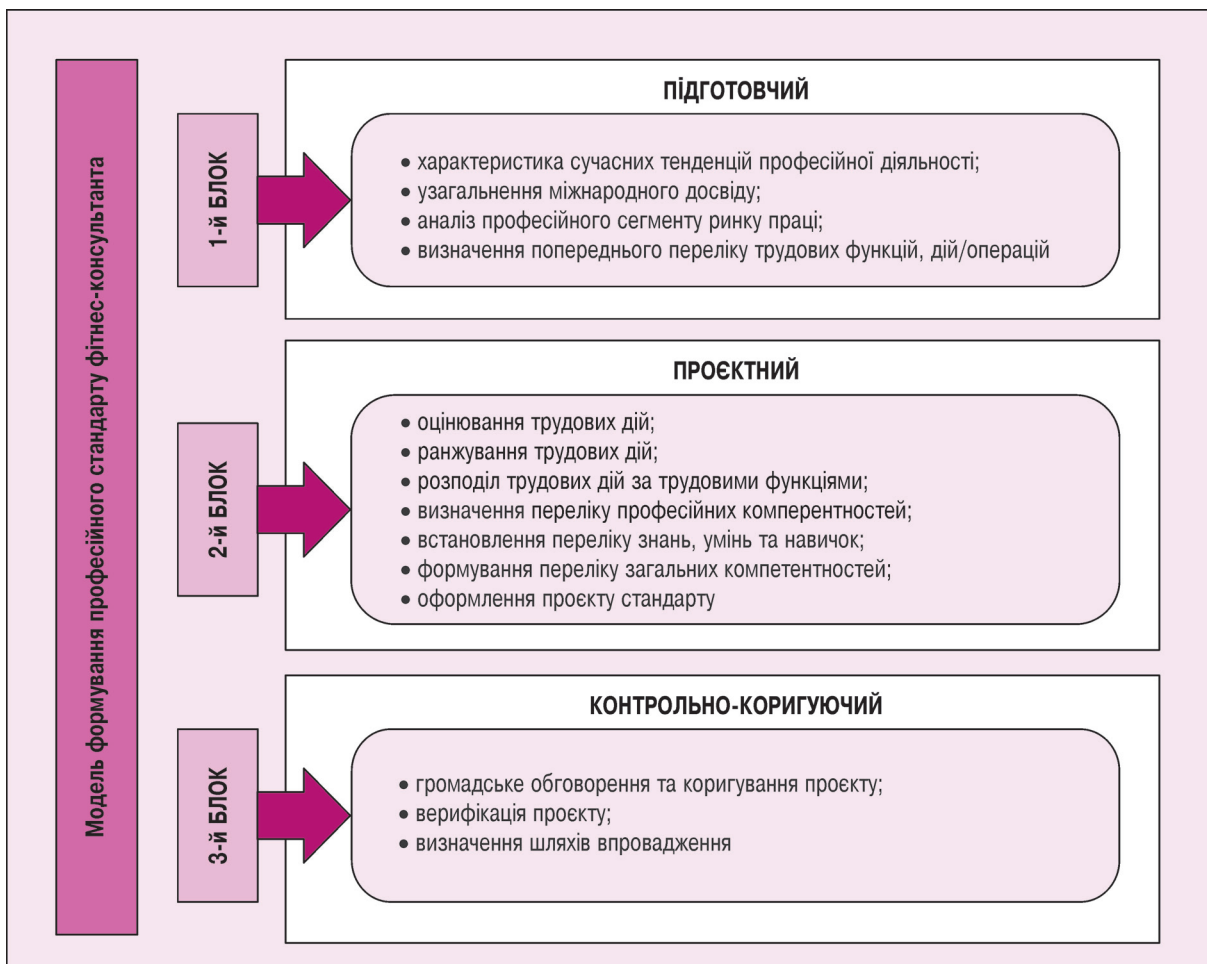 Модель формування професійного стандарту фітнес-консультанта
1-й БЛОК
ПіДГОТОВЧИЙ
• характеристика сучасних тенденцій професійної діяльності;
• узагальнення міжнародного досвіду;
• аналіз професійного сегменту ринку праці;
• визначення попереднього переліку трудових функцій, дій/операцій
2-й БЛОК
ПРОЄКТНИЙ
• оцінювання трудових дій;
• ранжування трудових дій;
• розподіл трудових дій за трудовими функціями;
• визначення переліку професійних комперентностей;
• встановлення переліку знань, умінь та навичок;
• формування переліку загальних компетентностей;
• оформлення проєкту стандарту
3-й БЛОК
КОНТРОЛЬНО-КОРИГУЮЧИЙ
• громадське обговорення та коригування проєкту;
• верифікація проєкту;
• визначення шляхів впровадження